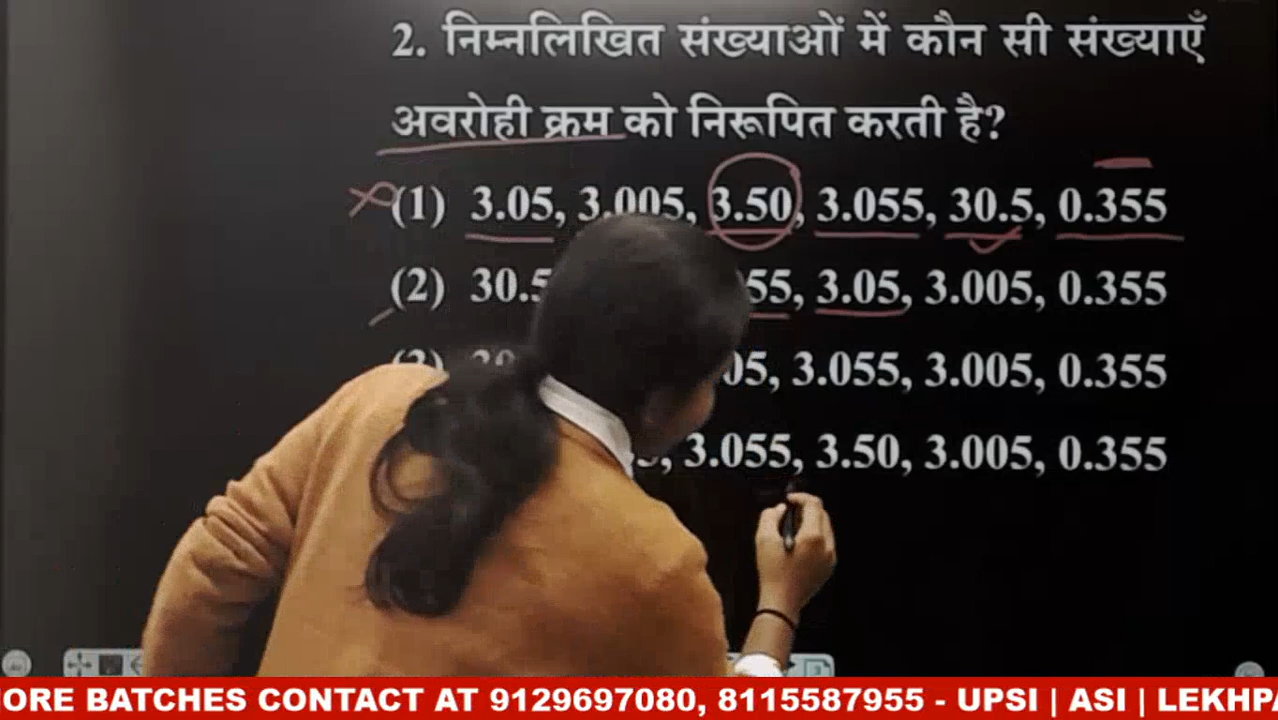 2. निम्नलिखित संख्याओं में कौन सी संख्याएँ
अवरोही क्रम को निरूपित करती है?
(1) 3.05, 3.005, 3.50, 3.055, 30.5, 0.355
(2) 30.5 55, 3.05, 3.005, 0.355
05, 3.055, 3.005, 0.355
3.055, 3.50, 3.005, 0.355
BATCHES CONTACT AT 9129697080, 8115587955 - UPSI | ASI |